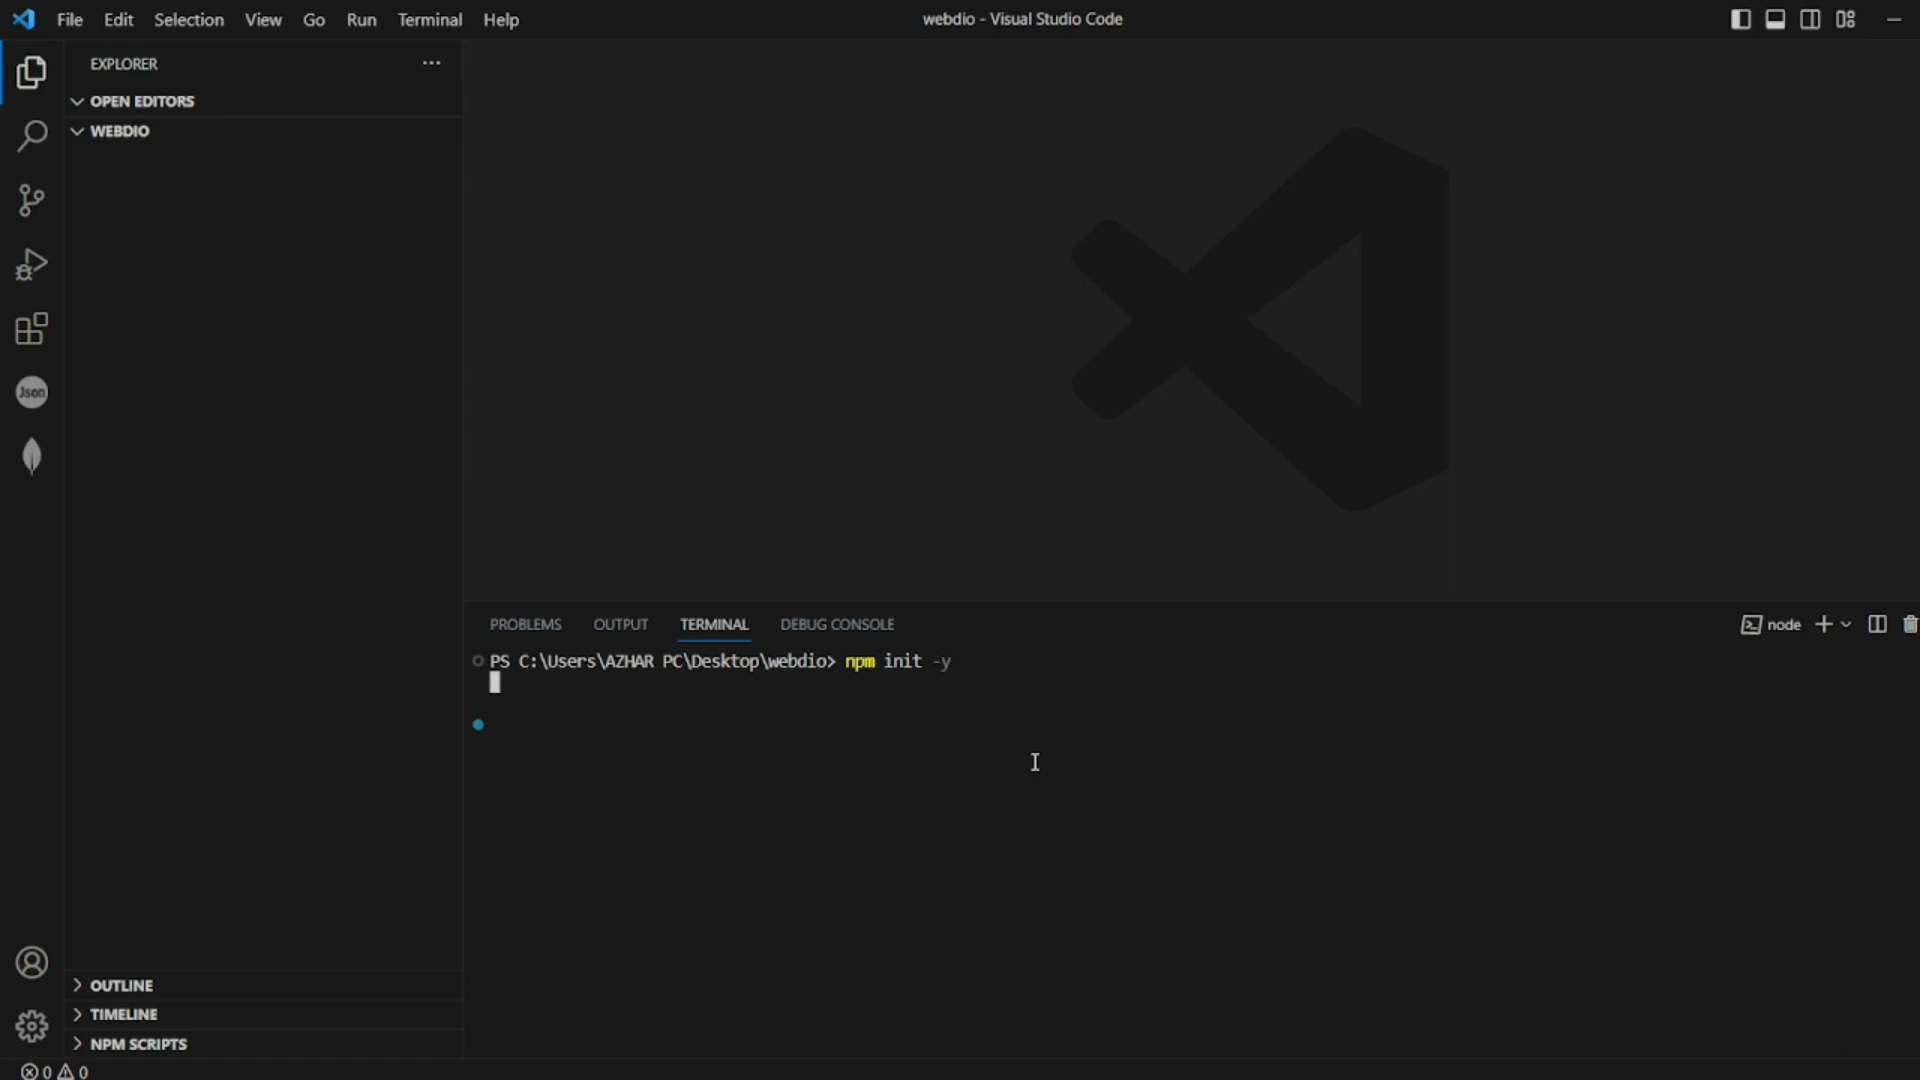 File Edit Selection View Go Run Terminal Help
webdio - Visual Studio Code
EXPLORER
OPEN EDITORS
WEBDIO
Json
PROBLEMS OUTPUT TERMINAL DEBUG CONSOLE
node
PS C:\Users\AZHAR PC\Desktop\webdio> npm init -y
OUTLINE
TIMELINE
NPM SCRIPTS
0 0